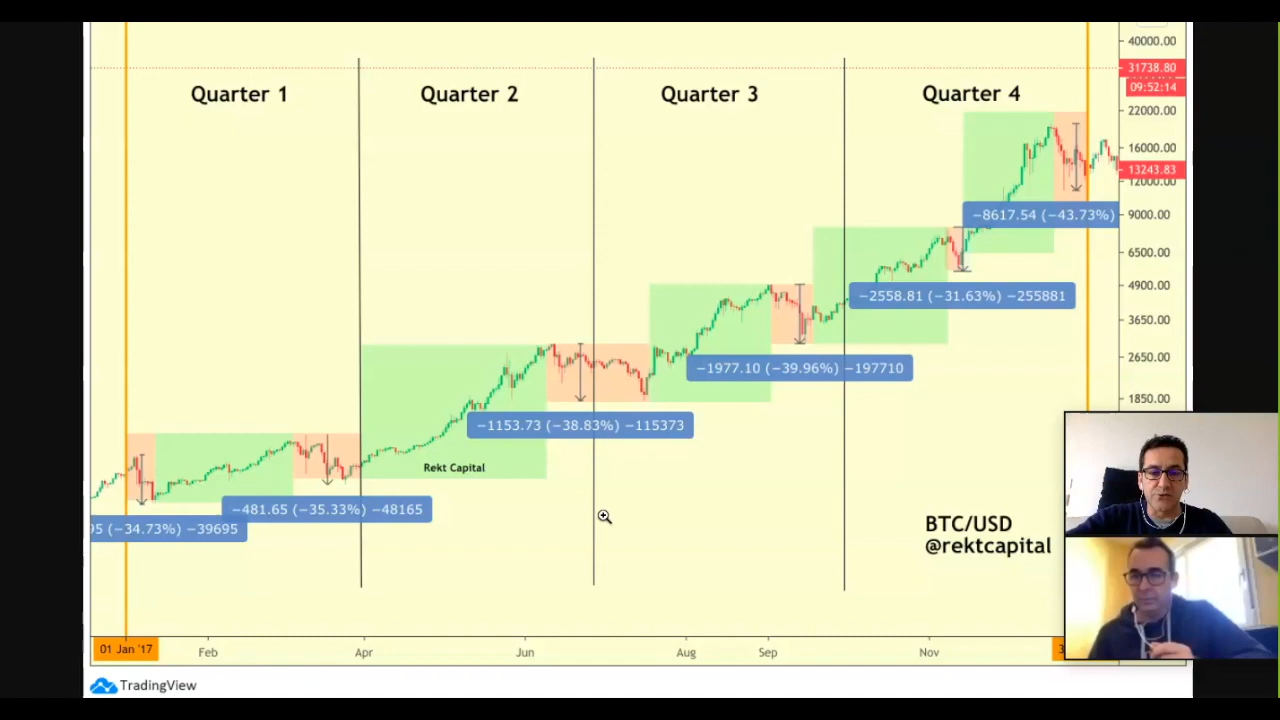 40000.00
31738.80
09:52:14
Quarter 1
Quarter 2
Quarter 3
Quarter 4
22000.00
16000.00
13243.83
12000.00
−8617.54 (−43.73%)
9000.00
6500.00
−2558.81 (−31.63%) −255881
4900.00
3650.00
−1977.10 (−39.96%) −197710
2650.00
1850.00
−1153.73 (−38.83%) −115373
Rekt Capital
−481.65 (−35.33%) −48165
95 (−34.73%) −39695
BTC/USD
@rektcapital
01 Jan '17
Feb
Apr
Jun
Aug
Sep
Nov
3
TradingView